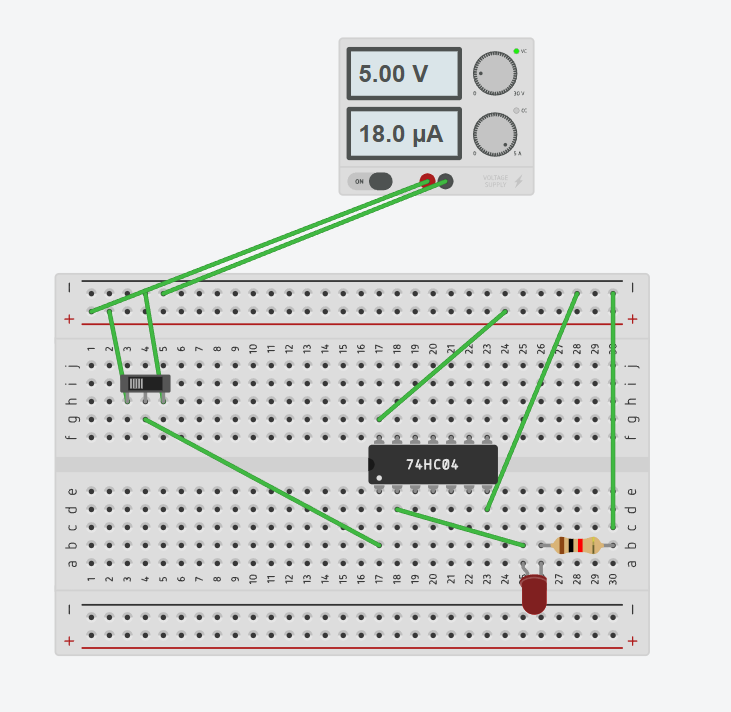 VC
5.00 V
0 30 V
CC
18.0 µA
0 5 A
ON
VOLTAGE
SUPPLY
− −
+ +
1 2 3 4 5 6 7 8 9 10 11 12 13 14 15 16 17 18 19 20 21 22 23 24 25 26 27 28 29 30
j j
i i
h h
g g
f f
74HC04
e e
d d
c c
b b
a a
1 2 3 4 5 6 7 8 9 10 11 12 13 14 15 16 17 18 19 20 21 22 23 24 25 26 27 28 29 30
− −
+ +